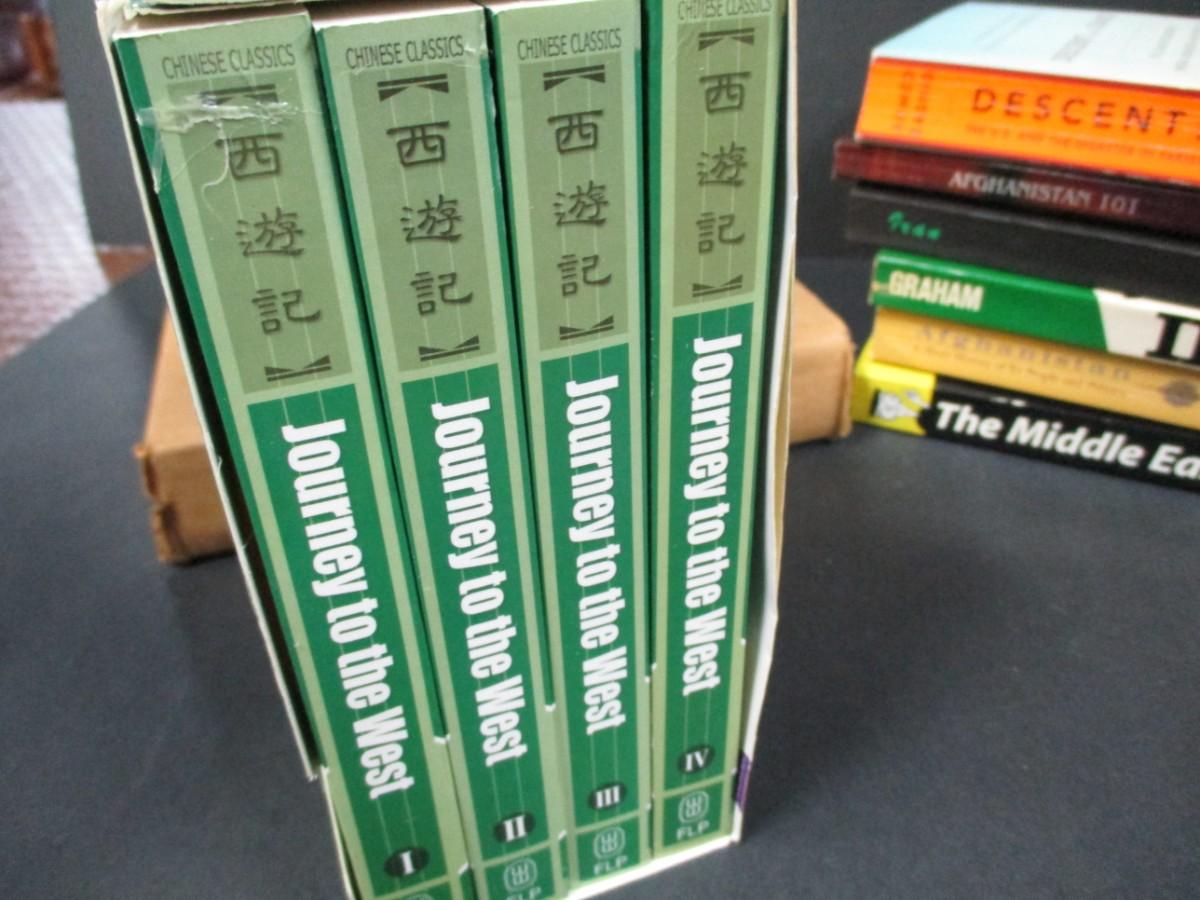 CHINESE CLASSICS
西遊記
Journey to the West
I
CHINESE CLASSICS
西遊記
Journey to the West
II
FLP
CHINESE CLASSICS
西遊記
Journey to the West
III
FLP
CHINESE CLASSICS
西遊記
Journey to the West
IV
FLP
DESCENT
AFGHANISTAN 101
Iran
GRAHAM
Afghanistan
The Middle Ea